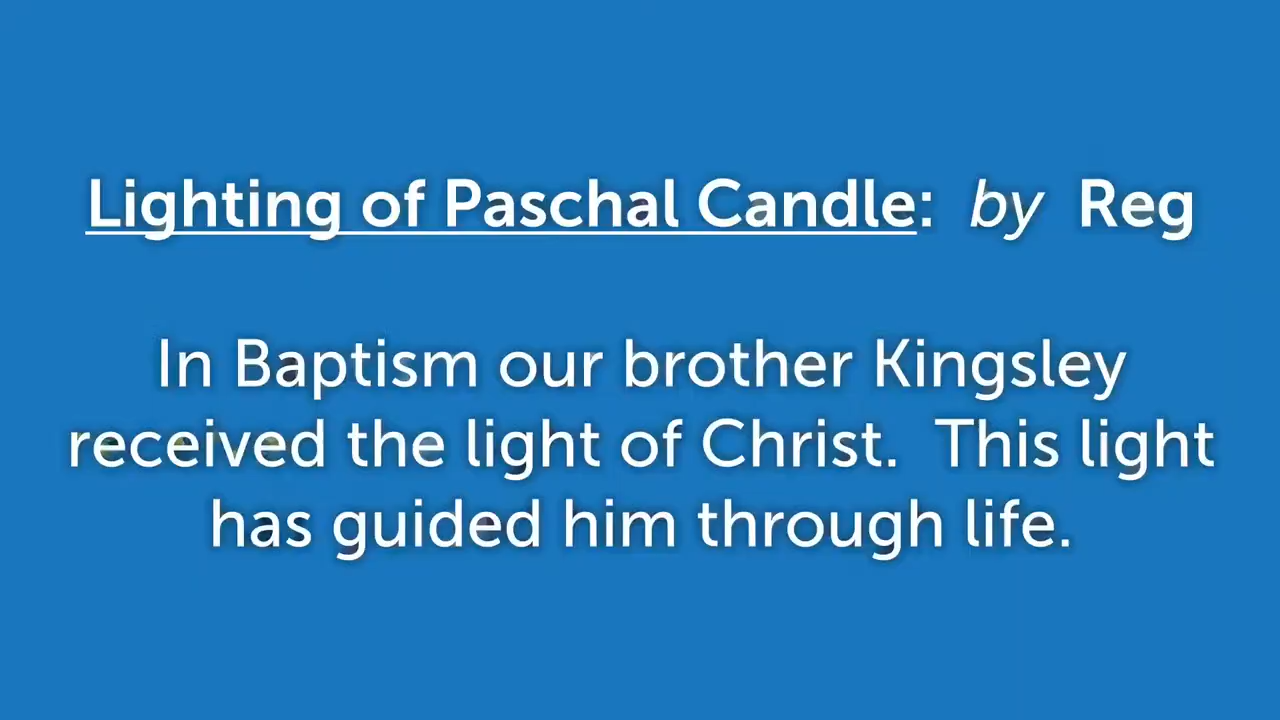 Lighting of Paschal Candle:  by  Reg
In Baptism our brother Kingsley
received the light of Christ.  This light
has guided him through life.